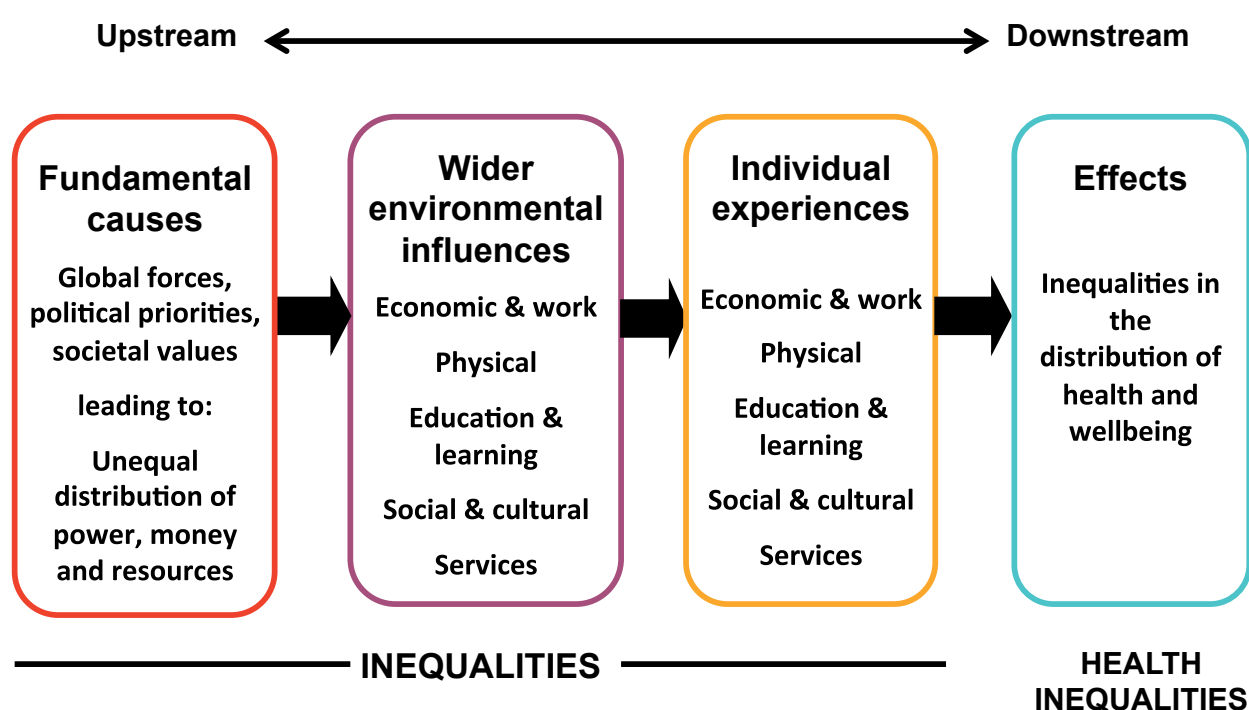 Upstream
Downstream
Fundamental
causes
Global forces,
political priorities,
societal values
leading to:
Unequal
distribution of
power, money
and resources
Wider
environmental
influences
Economic & work
Physical
Education &
learning
Social & cultural
Services
Individual
experiences
Economic & work
Physical
Education &
learning
Social & cultural
Services
Effects
Inequalities in
the
distribution of
health and
wellbeing
INEQUALITIES
HEALTH
INEQUALITIES